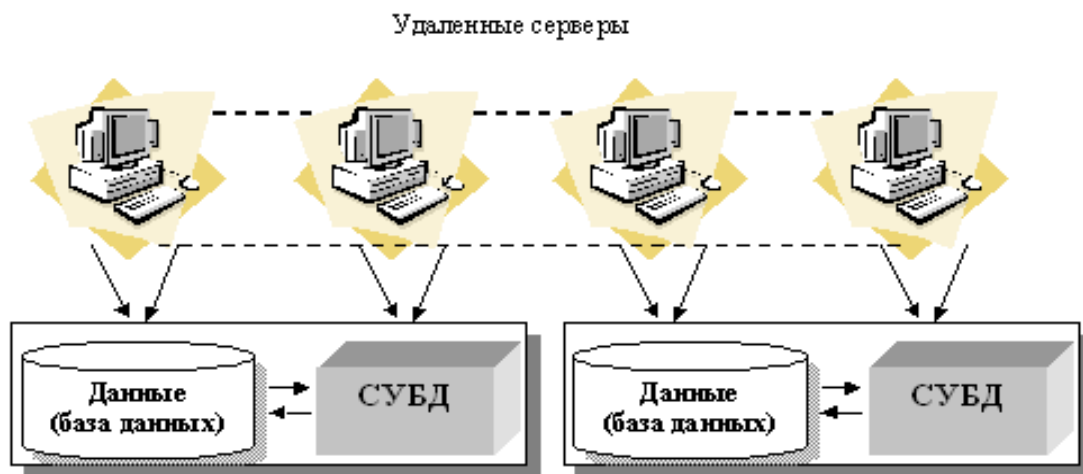 Удаленные серверы
Данные
(база данных)
СУБД
Данные
(база данных)
СУБД